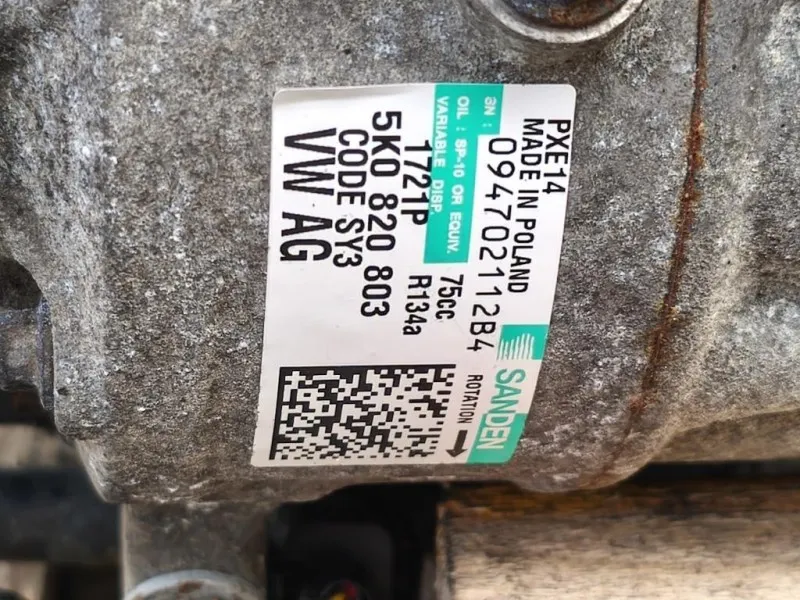 PXE14
MADE IN POLAND
SN : 094702112B4
OIL : SP-10 OR EQUIV. 75cc
VARIABLE DISP. R134a
1721P
5K0 820 803
CODE SY3
VW AG
SANDEN
ROTATION